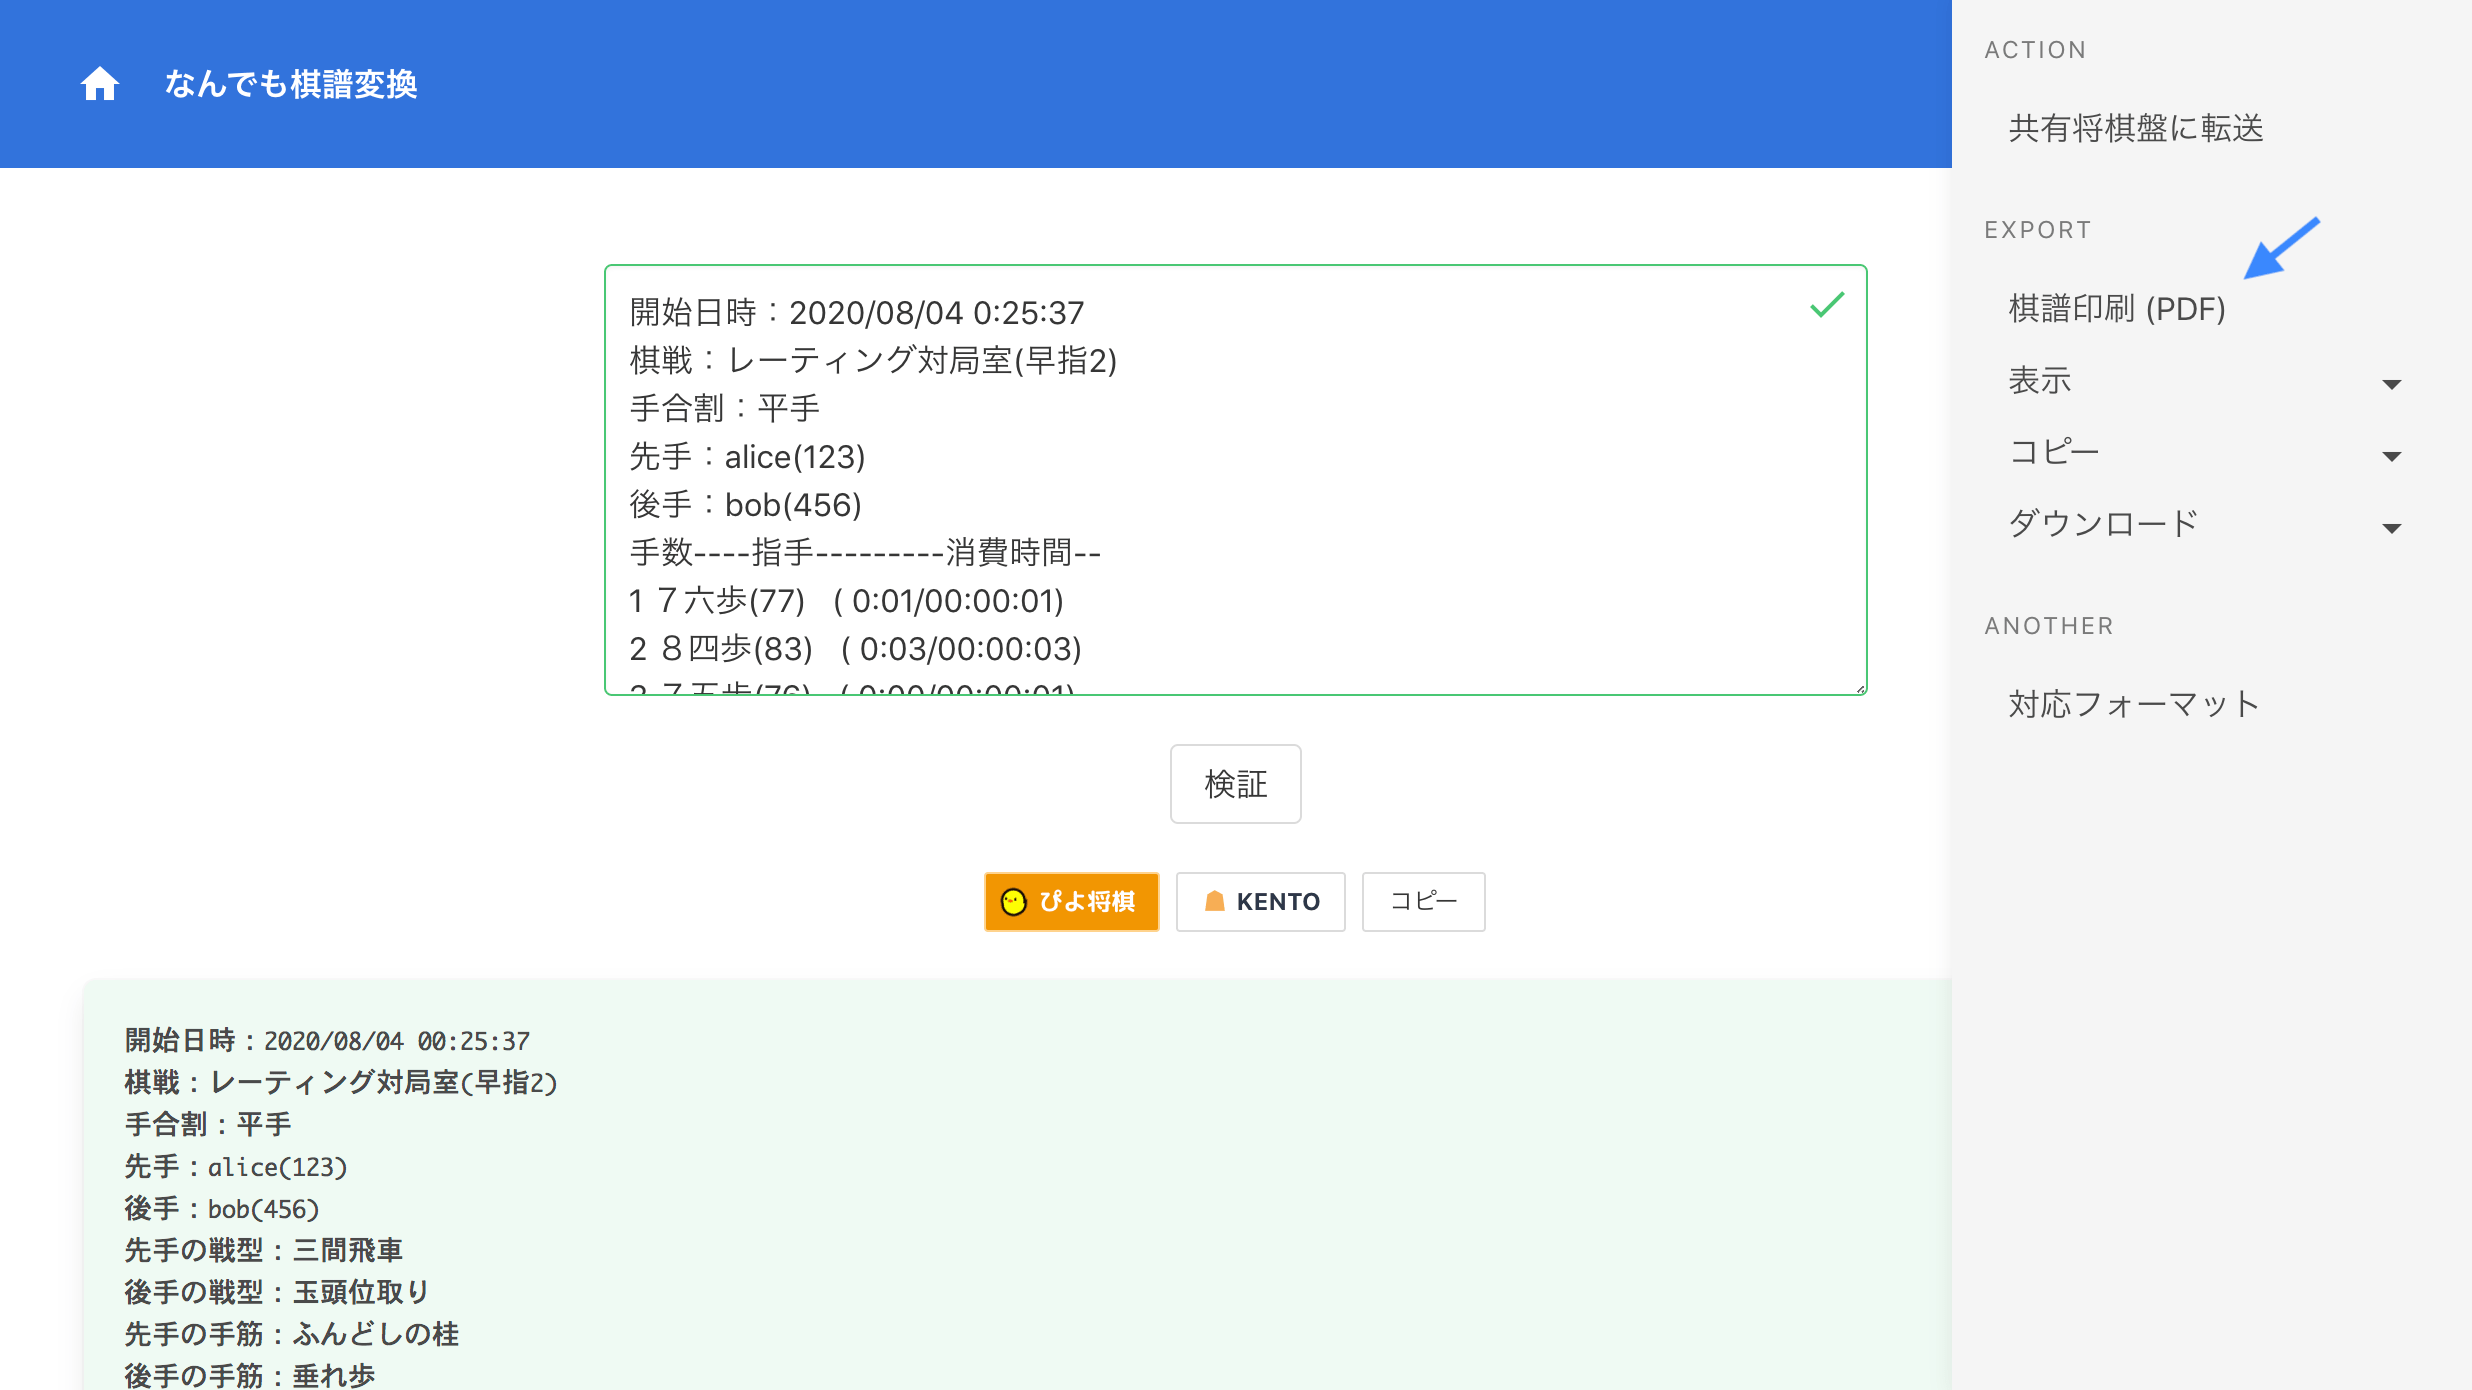 なんでも棋譜変換
開始日時：2020/08/04 0:25:37
棋戦：レーティング対局室(早指2)
手合割：平手
先手：alice(123)
後手：bob(456)
手数----指手---------消費時間--
1 ７六歩(77)   ( 0:01/00:00:01)
2 ８四歩(83)   ( 0:03/00:00:03)
3 ７五歩(76)   ( 0:00/00:00:01)
検証
ぴよ将棋
KENTO
コピー
開始日時：2020/08/04 00:25:37
棋戦：レーティング対局室(早指2)
手合割：平手
先手：alice(123)
後手：bob(456)
先手の戦型：三間飛車
後手の戦型：玉頭位取り
先手の手筋：ふんどしの桂
後手の手筋：垂れ歩
ACTION
共有将棋盤に転送
EXPORT
棋譜印刷 (PDF)
表示
コピー
ダウンロード
ANOTHER
対応フォーマット